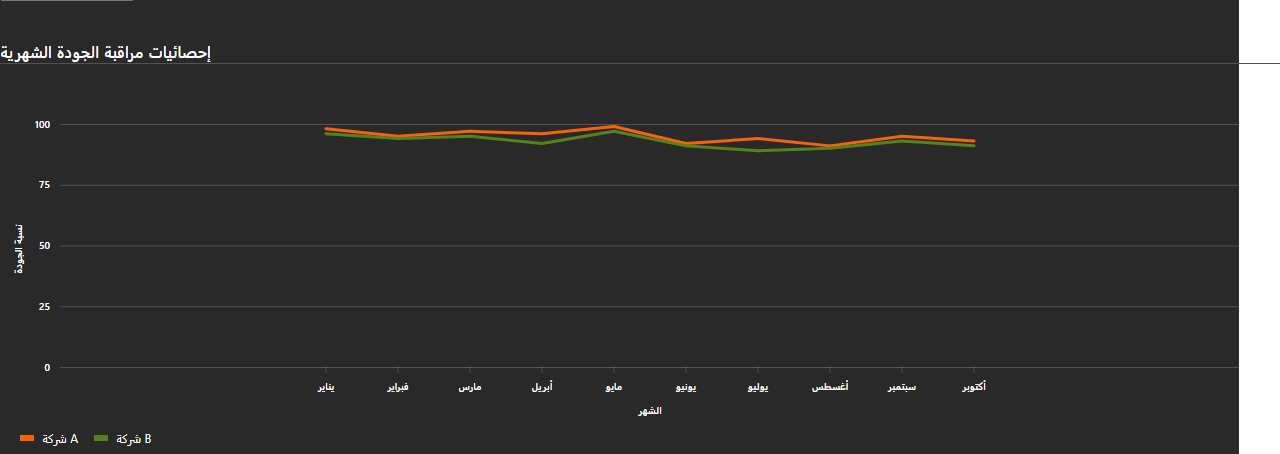 إحصائيات مراقبة الجودة الشهرية
100
75
50
25
0
نسبة الجودة
يناير فبراير مارس أبريل مايو يونيو يوليو أغسطس سبتمبر أكتوبر
الشهر
شركة A شركة B